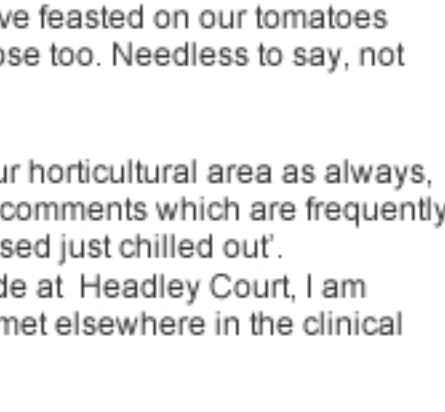 ve feasted on our tomatoes
ose too. Needless to say, not
ur horticultural area as always,
comments which are frequently
sed just chilled out'.
de at Headley Court, I am
met elsewhere in the clinical